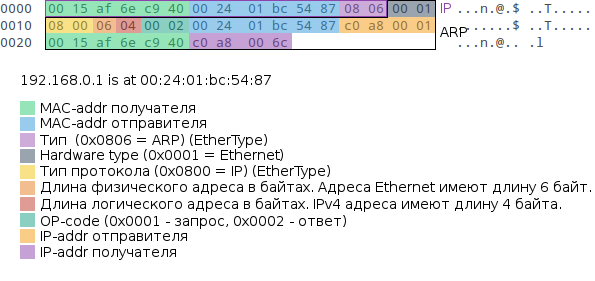 0000 00 15 af 6e c9 40 00 24 01 bc 54 87 08 06 00 01 IP ...n.@.$ ..T.....
0010 08 00 06 04 00 02 00 24 01 bc 54 87 c0 a8 00 01 ARP .......$ ..T.....
0020 00 15 af 6e c9 40 c0 a8 00 6c ...n.@.. .l
192.168.0.1 is at 00:24:01:bc:54:87
MAC-addr получателя
MAC-addr отправителя
Тип (0x0806 = ARP) (EtherType)
Hardware type (0x0001 = Ethernet)
Тип протокола (0x0800 = IP) (EtherType)
Длина физического адреса в байтах. Адреса Ethernet имеют длину 6 байт.
Длина логического адреса в байтах. IPv4 адреса имеют длину 4 байта.
OP-code (0x0001 - запрос, 0x0002 - ответ)
IP-addr отправителя
IP-addr получателя